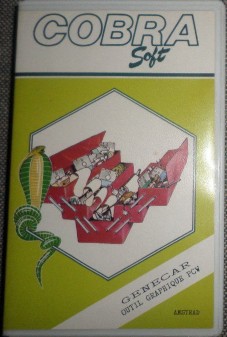 COBRA
Soft
GENECAR
OUTIL GRAPHIQUE PCW
AMSTRAD